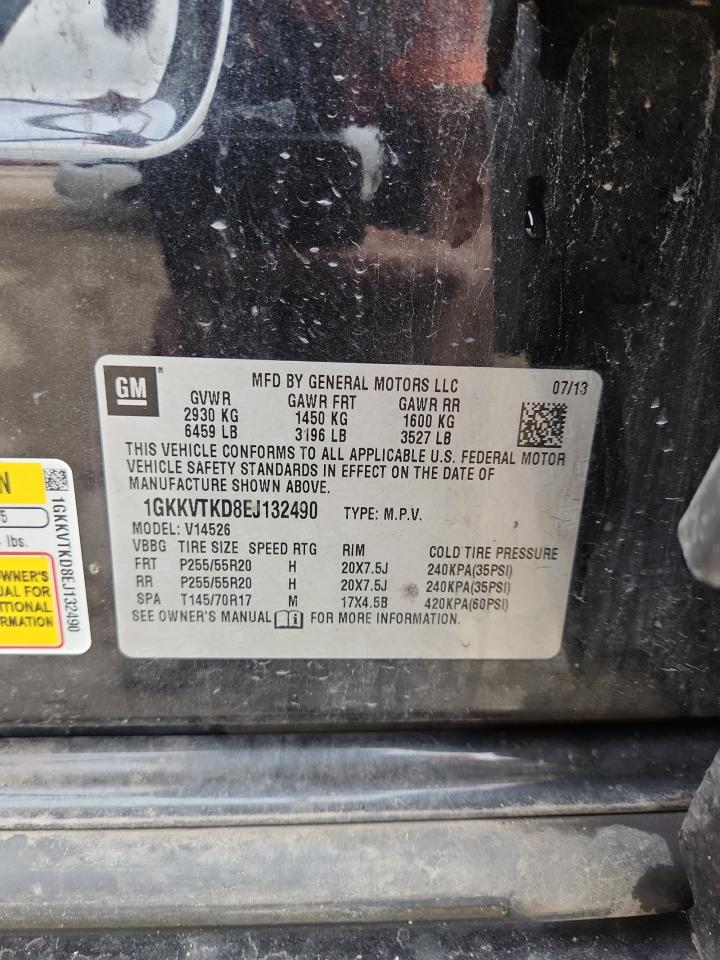 GM
MFD BY GENERAL MOTORS LLC 07/13
GVWR GAWR FRT GAWR RR
2930 KG 1450 KG 1600 KG
6459 LB 3196 LB 3527 LB
THIS VEHICLE CONFORMS TO ALL APPLICABLE U.S. FEDERAL MOTOR
VEHICLE SAFETY STANDARDS IN EFFECT ON THE DATE OF
MANUFACTURE SHOWN ABOVE.
1GKKVTKD8EJ132490 TYPE: M.P.V.
MODEL: V14526
VBBG TIRE SIZE SPEED RTG RIM COLD TIRE PRESSURE
FRT P255/55R20 H 20X7.5J 240KPA(35PSI)
RR P255/55R20 H 20X7.5J 240KPA(35PSI)
SPA T145/70R17 M 17X4.5B 420KPA(60PSI)
SEE OWNER'S MANUAL i FOR MORE INFORMATION.
lbs.
OWNER'S
1GKKVTKD8EJ132490